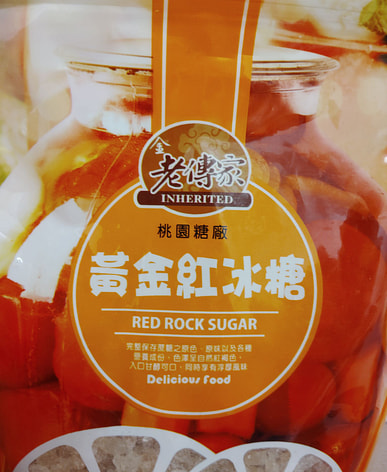 金
老傳家
INHERITED
桃園糖廠
黃金紅冰糖
RED ROCK SUGAR
完整保存蔗糖之原色、原味以及各種
營養成份，色澤呈自然紅褐色，
入口甘醇可口，同時享有淳厚風味
Delicious Food